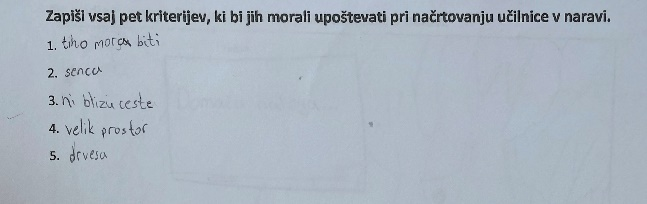 Zapiši vsaj pet kriterijev, ki bi jih morali upoštevati pri načrtovanju učilnice v naravi.
1. tiho morga biti
2. senca
3. ni blizu ceste
4. velik prostor
5. drvesa